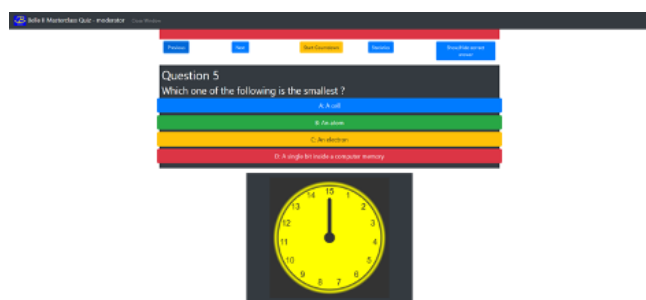 Belle II Masterclass Quiz - moderator Close Window
Previous Next Start Countdown Statistics Show/Hide correct answer
Question 5
Which one of the following is the smallest ?
A: A cell
B: An atom
C: An electron
D: A single bit inside a computer memory
15
14 1
13 2
12 3
11 4
10 5
9 6
8 7